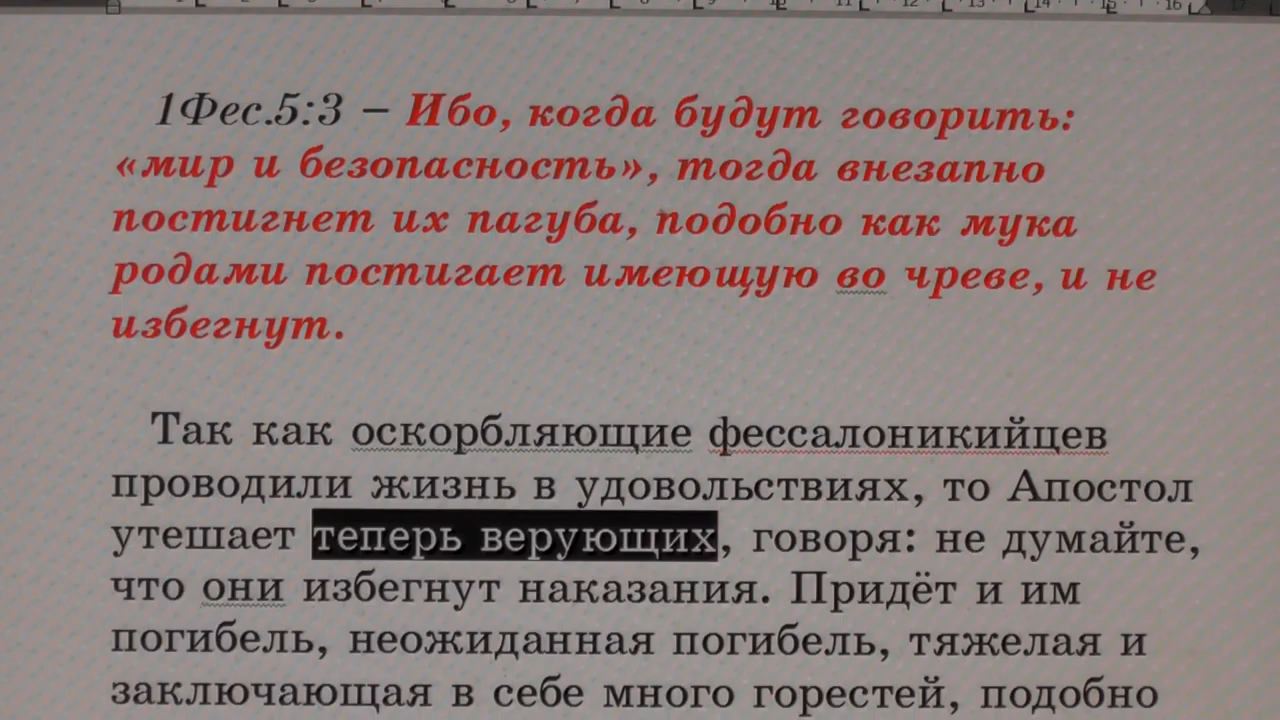 1Фес.5:3 – Ибо, когда будут говорить:
«мир и безопасность», тогда внезапно
постигнет их пагуба, подобно как мука
родами постигает имеющую во чреве, и не
избегнут.
Так как оскорбляющие фессалоникийцев
проводили жизнь в удовольствиях, то Апостол
утешает теперь верующих, говоря: не думайте,
что они избегнут наказания. Придёт и им
погибель, неожиданная погибель, тяжелая и
заключающая в себе много горестей, подобно